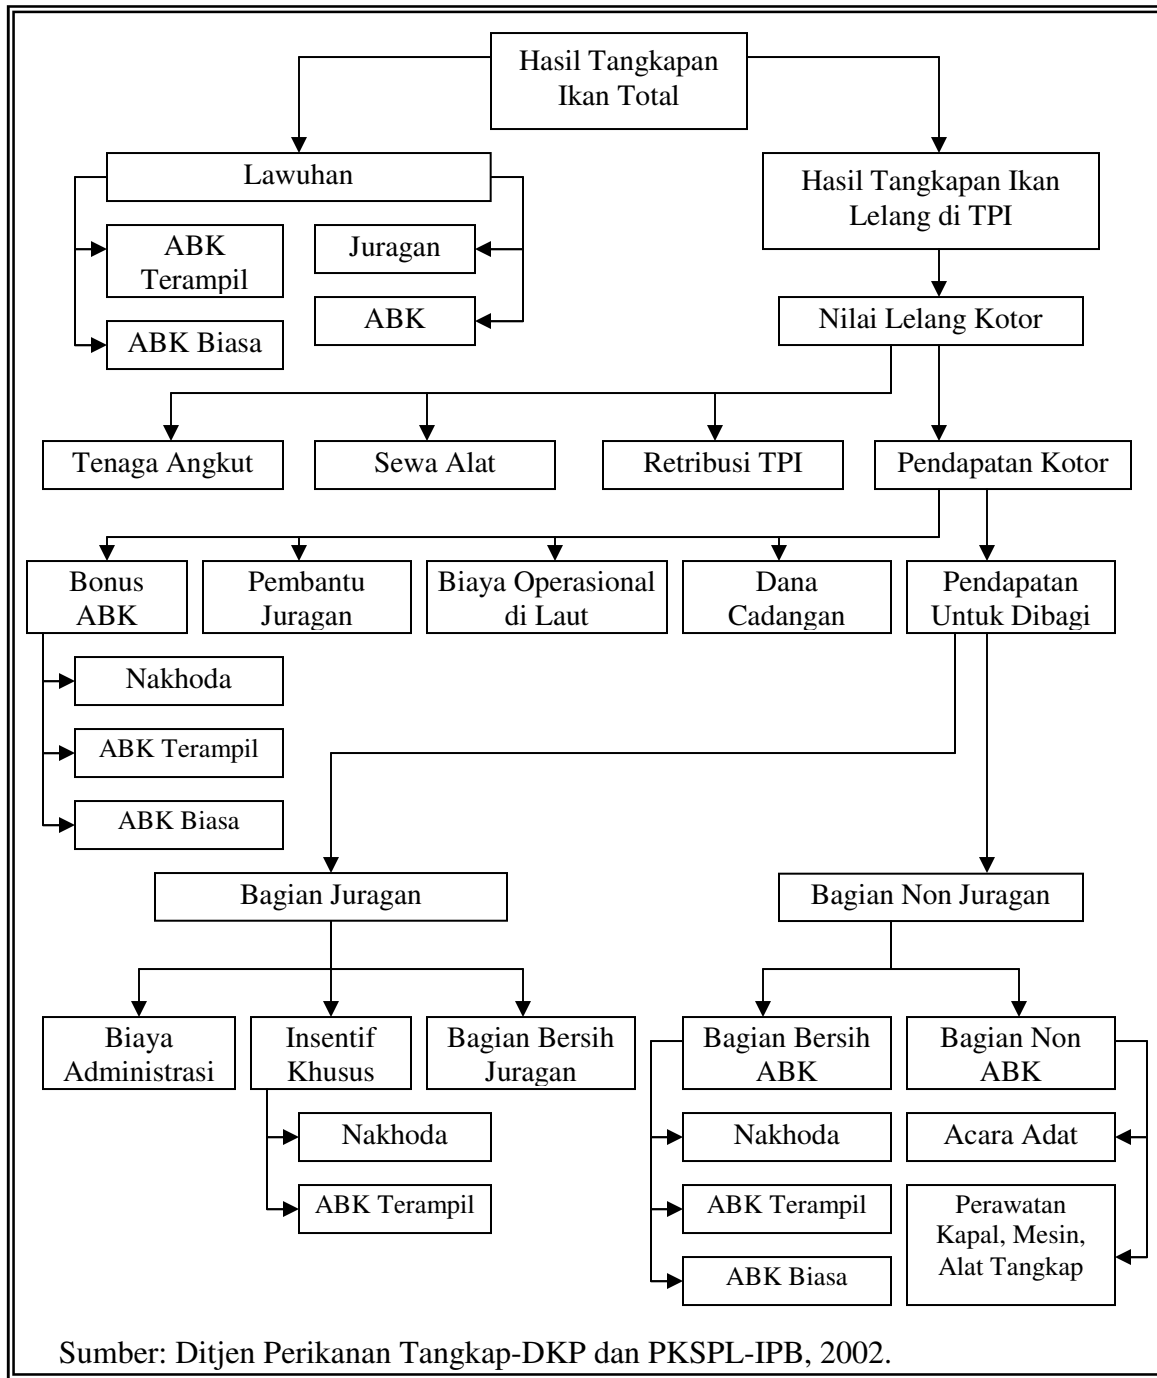 Hasil Tangkapan
Ikan Total
Lawuhan
Hasil Tangkapan Ikan
Lelang di TPI
ABK
Terampil
Juragan
ABK Biasa
ABK
Nilai Lelang Kotor
Tenaga Angkut
Sewa Alat
Retribusi TPI
Pendapatan Kotor
Bonus
ABK
Pembantu
Juragan
Biaya Operasional
di Laut
Dana
Cadangan
Pendapatan
Untuk Dibagi
Nakhoda
ABK Terampil
ABK Biasa
Bagian Juragan
Bagian Non Juragan
Biaya
Administrasi
Insentif
Khusus
Bagian Bersih
Juragan
Bagian Bersih
ABK
Bagian Non
ABK
Nakhoda
ABK Terampil
Nakhoda
ABK Terampil
ABK Biasa
Acara Adat
Perawatan
Kapal, Mesin,
Alat Tangkap
Sumber: Ditjen Perikanan Tangkap-DKP dan PKSPL-IPB, 2002.